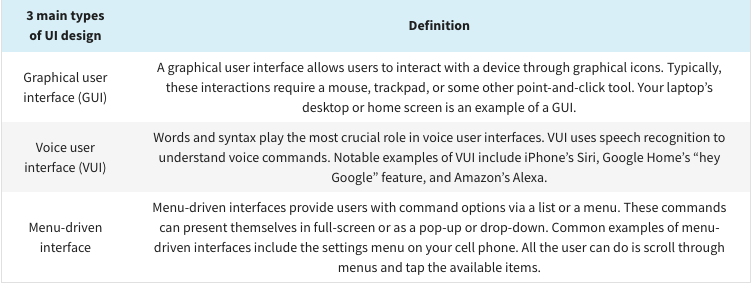 3 main types
of UI design
Definition
Graphical user
interface (GUI)
A graphical user interface allows users to interact with a device through graphical icons. Typically,
these interactions require a mouse, trackpad, or some other point-and-click tool. Your laptop’s
desktop or home screen is an example of a GUI.
Voice user
interface (VUI)
Words and syntax play the most crucial role in voice user interfaces. VUI uses speech recognition to
understand voice commands. Notable examples of VUI include iPhone’s Siri, Google Home’s “hey
Google” feature, and Amazon’s Alexa.
Menu-driven
interface
Menu-driven interfaces provide users with command options via a list or a menu. These commands
can present themselves in full-screen or as a pop-up or drop-down. Common examples of menu-
driven interfaces include the settings menu on your cell phone. All the user can do is scroll through
menus and tap the available items.